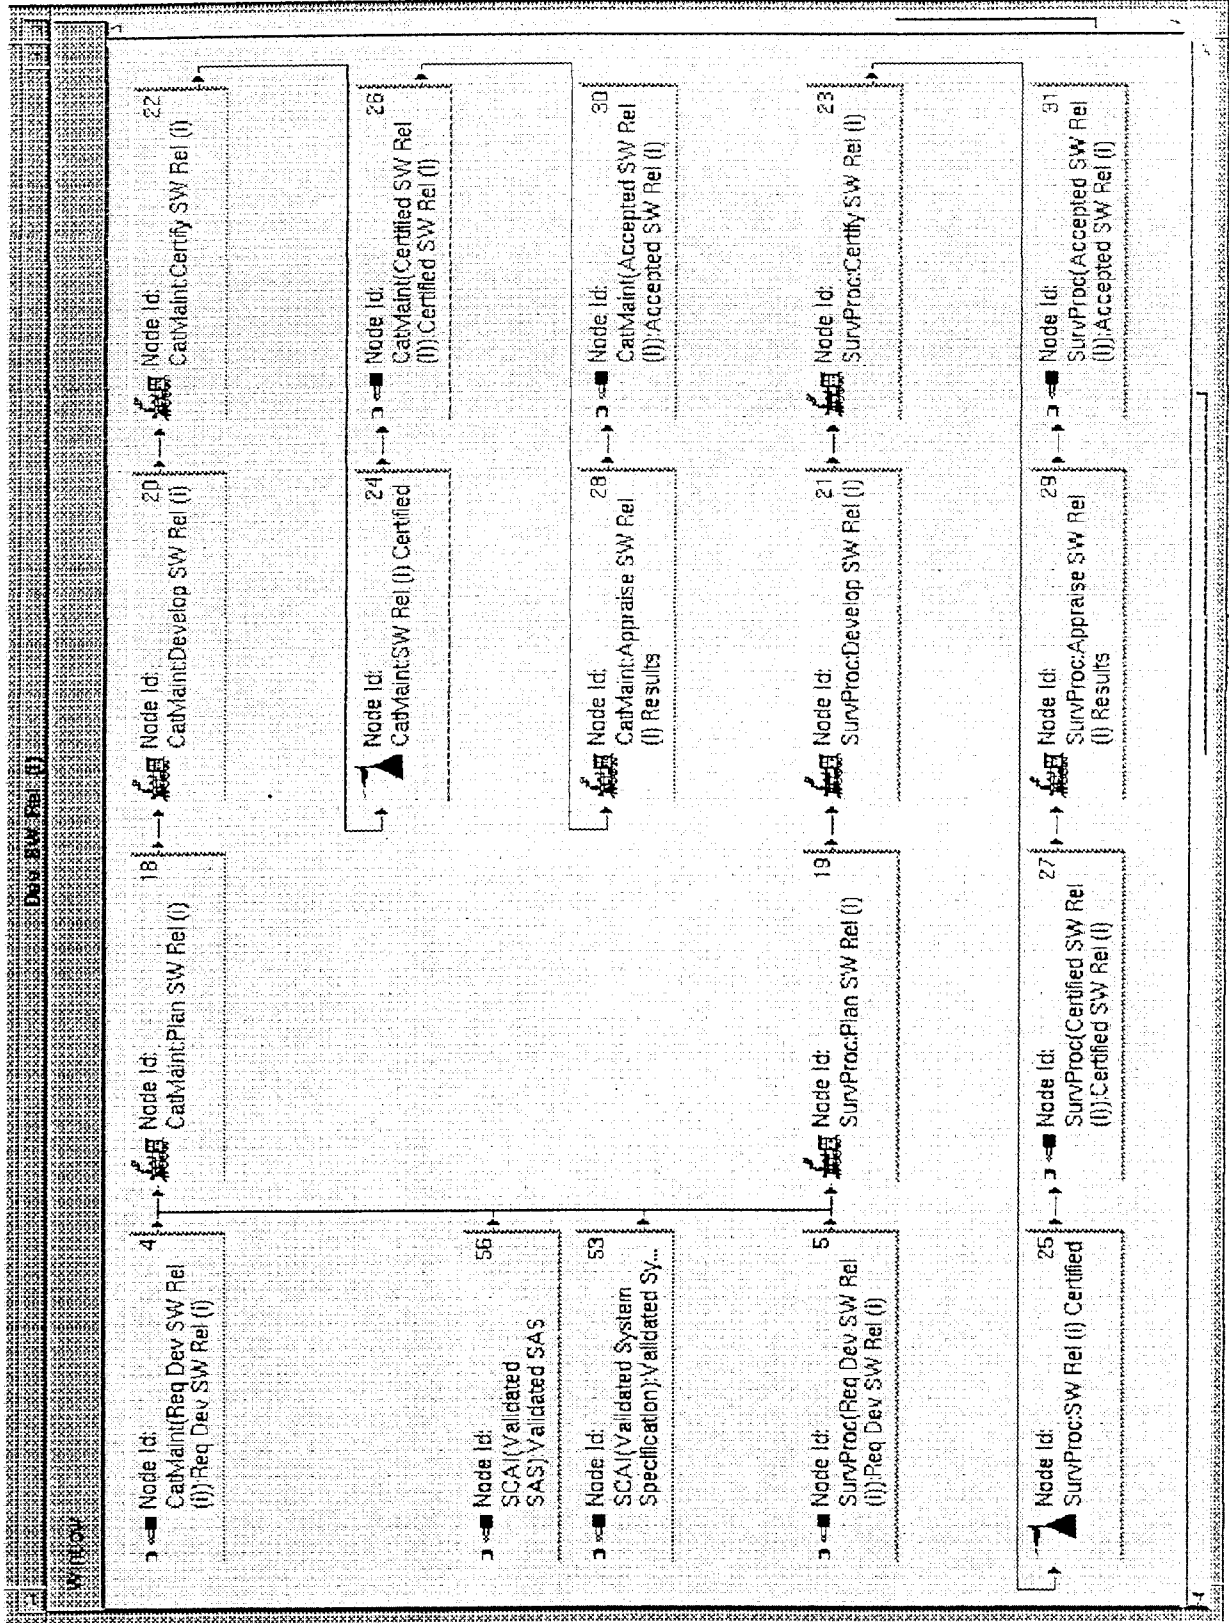 Dev SW Rel (i)
Window
Node Id: 4
CatMaint(Req Dev SW Rel
(i)):Req Dev SW Rel (i)
Node Id: 18
CatMaint:Plan SW Rel (i)
Node Id: 20
CatMaint:Develop SW Rel (i)
Node Id: 22
CatMaint:Certify SW Rel (i)
Node Id: 24
CatMaint:SW Rel (i) Certified
Node Id: 26
CatMaint(Certified SW Rel
(i)):Certified SW Rel (i)
Node Id: 56
SCAI(Validated
SAS):Validated SAS
Node Id: 53
SCAI(Validated System
Specification):Validated Sy...
Node Id: 28
CatMaint:Appraise SW Rel
(i) Results
Node Id: 30
CatMaint(Accepted SW Rel
(i)):Accepted SW Rel (i)
Node Id: 5
SurvProc(Req Dev SW Rel
(i)):Req Dev SW Rel (i)
Node Id: 19
SurvProc:Plan SW Rel (i)
Node Id: 21
SurvProc:Develop SW Rel (i)
Node Id: 23
SurvProc:Certify SW Rel (i)
Node Id: 25
SurvProc:SW Rel (i) Certified
Node Id: 27
SurvProc(Certified SW Rel
(i)):Certified SW Rel (i)
Node Id: 29
SurvProc:Appraise SW Rel
(i) Results
Node Id: 31
SurvProc(Accepted SW Rel
(i)):Accepted SW Rel (i)